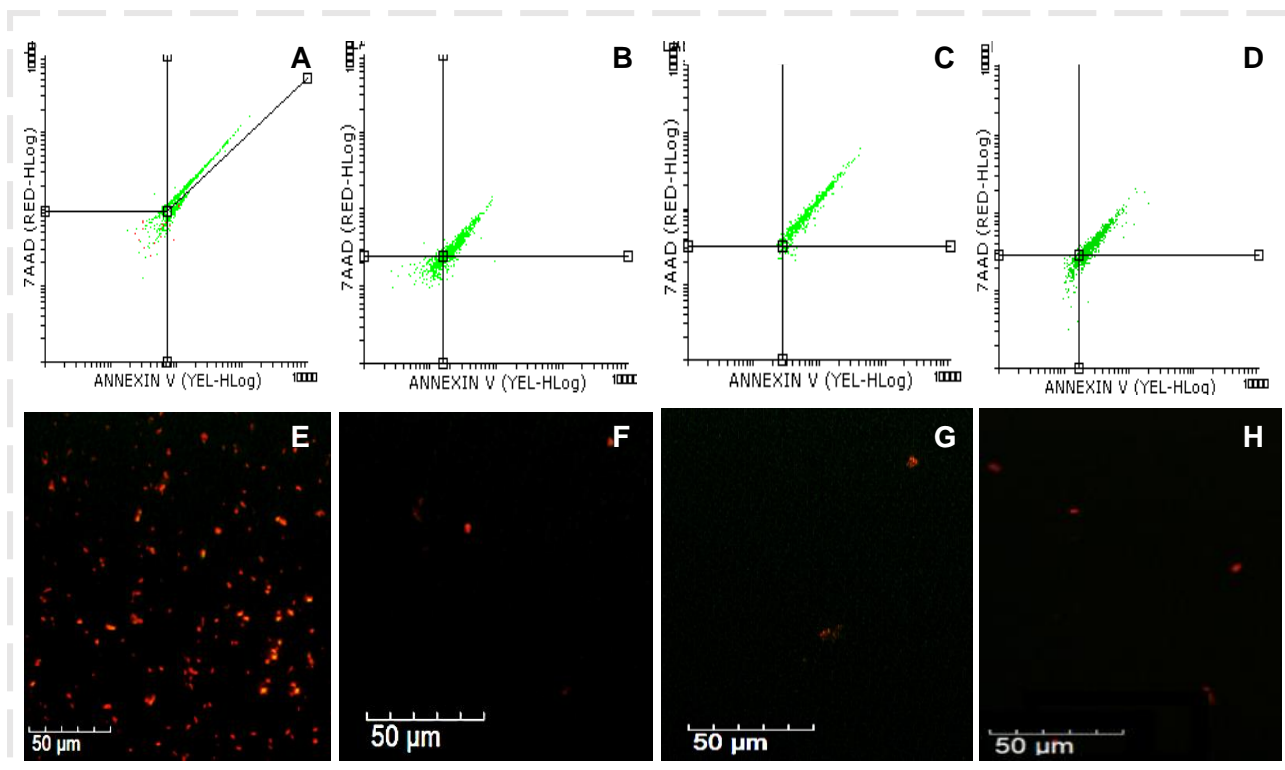 A
B
C
D
7AAD (RED-HLog)
7AAD (RED-HLog)
7AAD (RED-HLog)
7AAD (RED-HLog)
ANNEXIN V (YEL-HLog)
ANNEXIN V (YEL-HLog)
ANNEXIN V (YEL-HLog)
ANNEXIN V (YEL-HLog)
E
F
G
H
50 µm
50 µm
50 µm
50 µm